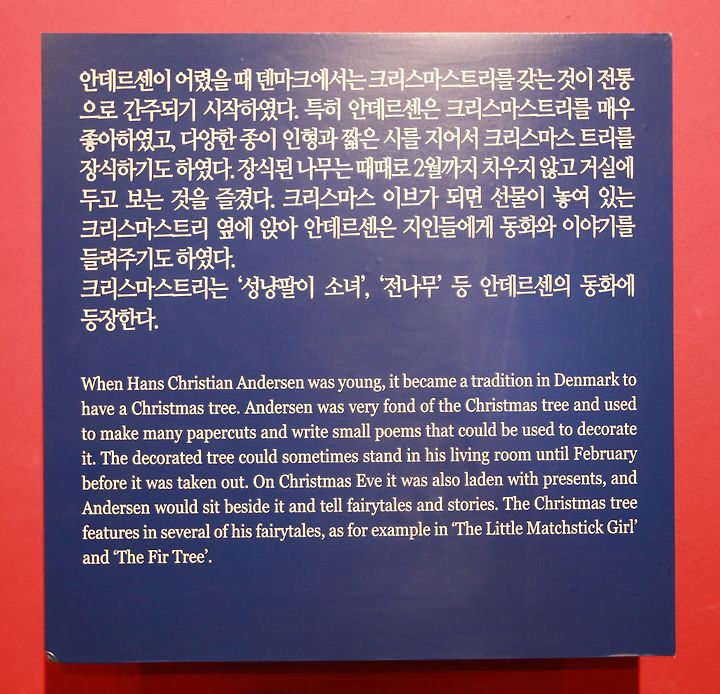 안데르센이 어렸을 때 덴마크에서는 크리스마스트리를 갖는 것이 전통
으로 간주되기 시작하였다. 특히 안데르센은 크리스마스트리를 매우
좋아하였고, 다양한 종이 인형과 짧은 시를 지어서 크리스마스 트리를
장식하기도 하였다. 장식된 나무는 때때로 2월까지 치우지 않고 거실에
두고 보는 것을 즐겼다. 크리스마스 이브가 되면 선물이 놓여 있는
크리스마스트리 옆에 앉아 안데르센은 지인들에게 동화와 이야기를
들려주기도 하였다.
크리스마스트리는 ‘성냥팔이 소녀’, ‘전나무’ 등 안데르센의 동화에
등장한다.
When Hans Christian Andersen was young, it became a tradition in Denmark to
have a Christmas tree. Andersen was very fond of the Christmas tree and used
to make many papercuts and write small poems that could be used to decorate
it. The decorated tree could sometimes stand in his living room until February
before it was taken out. On Christmas Eve it was also laden with presents, and
Andersen would sit beside it and tell fairytales and stories. The Christmas tree
features in several of his fairytales, as for example in ‘The Little Matchstick Girl’
and ‘The Fir Tree’.